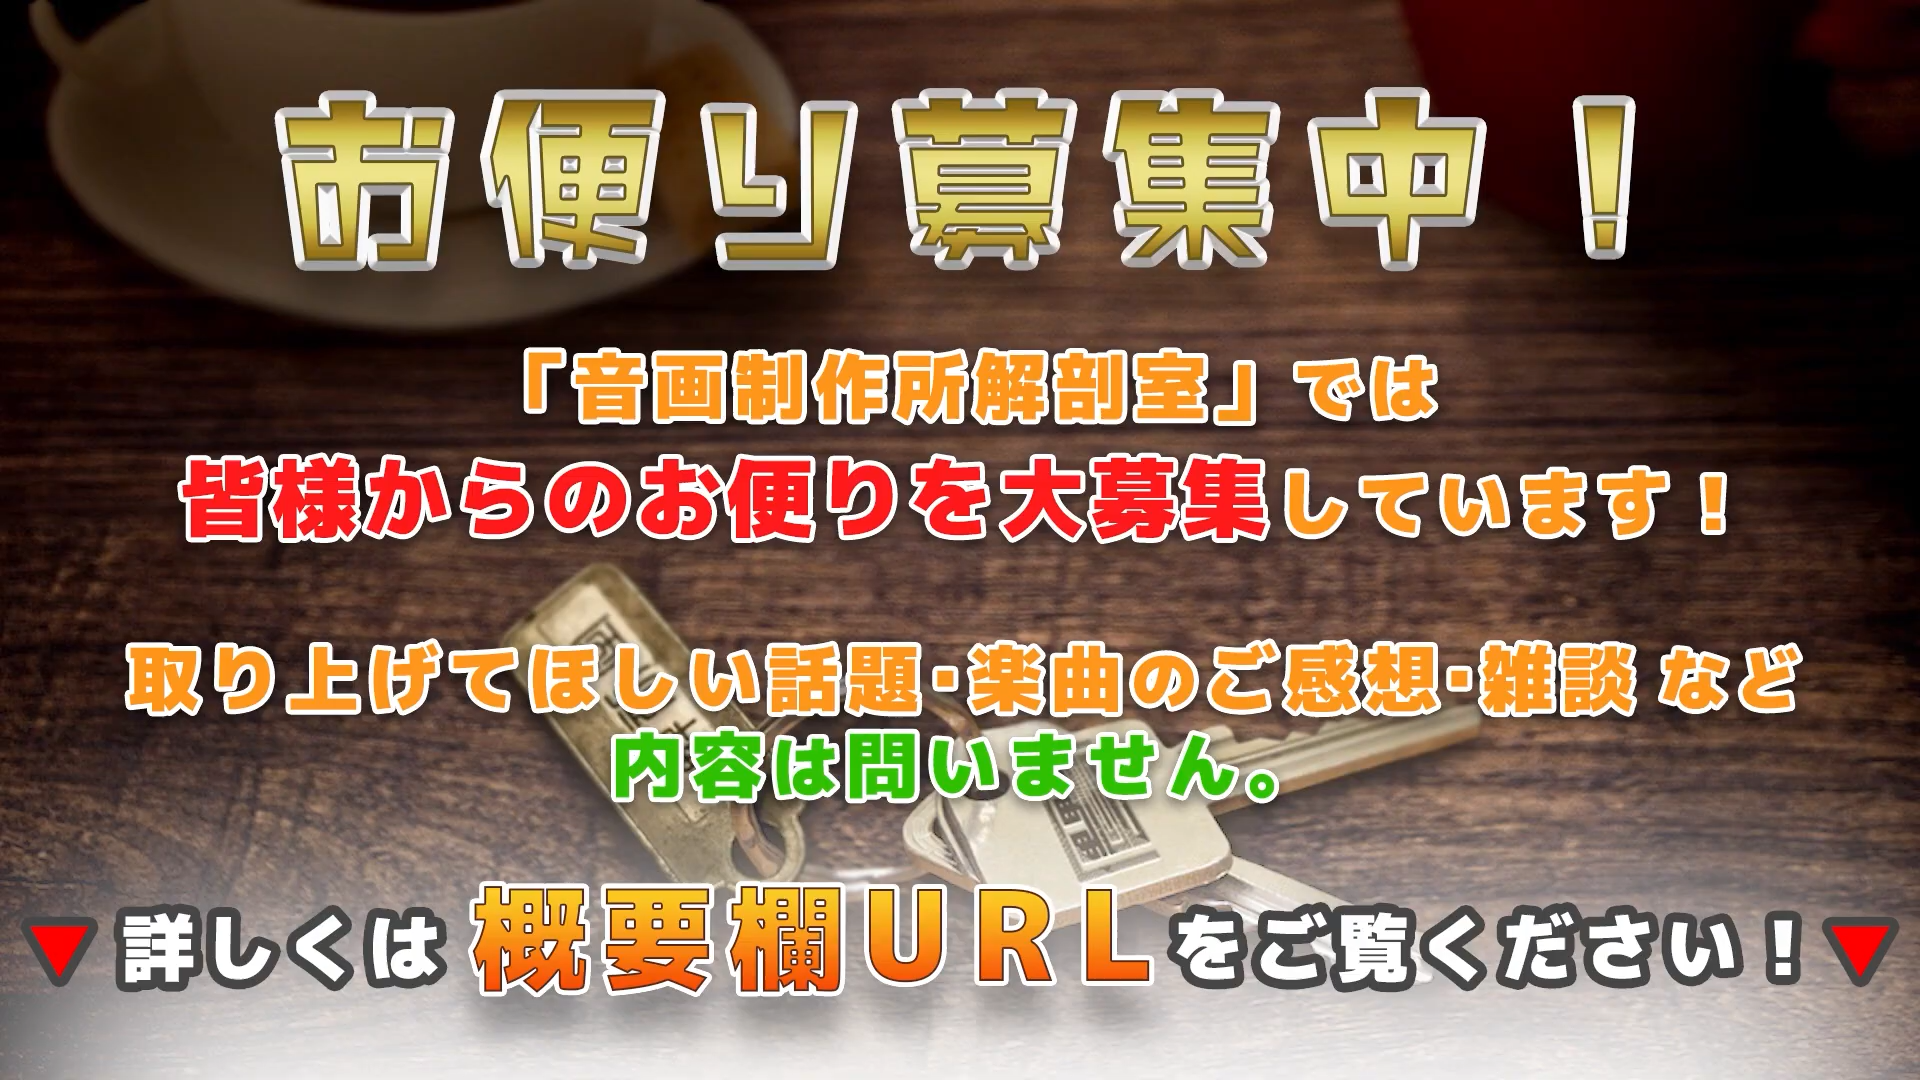 お便り募集中！
「音画制作所解剖室」では
皆様からのお便りを大募集しています！
取り上げてほしい話題・楽曲のご感想・雑談 など
内容は問いません。
▼詳しくは概要欄URLをご覧ください！▼